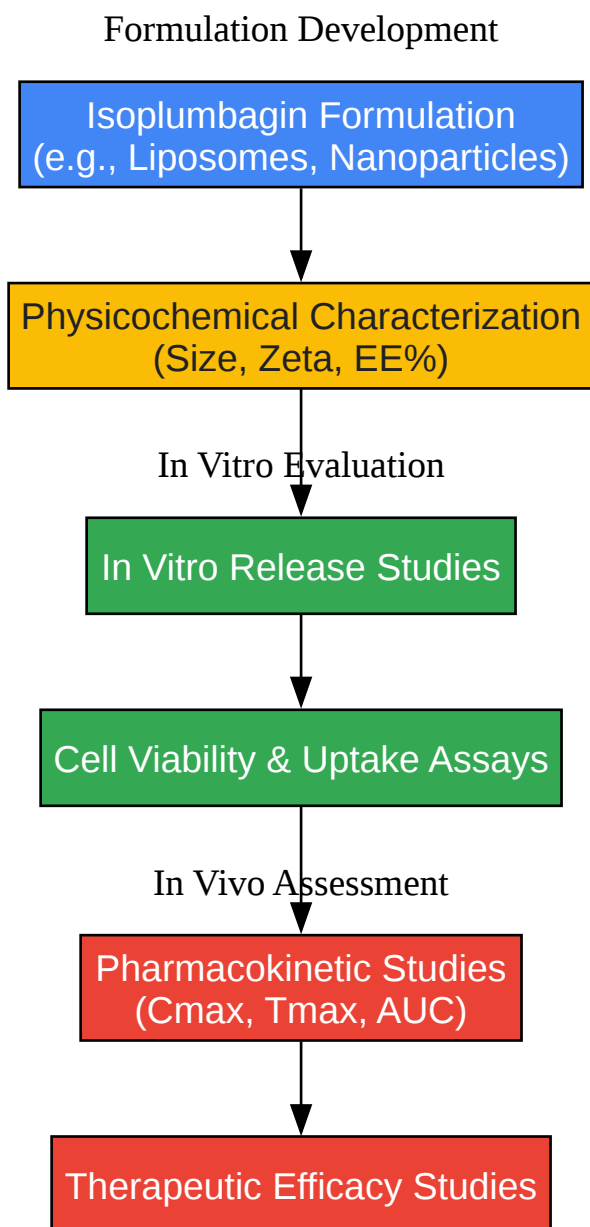 Formulation Development
Isoplumbagin Formulation
(e.g., Liposomes, Nanoparticles)
Physicochemical Characterization
(Size, Zeta, EE%)
In Vitro Evaluation
In Vitro Release Studies
Cell Viability & Uptake Assays
In Vivo Assessment
Pharmacokinetic Studies
(Cmax, Tmax, AUC)
Therapeutic Efficacy Studies